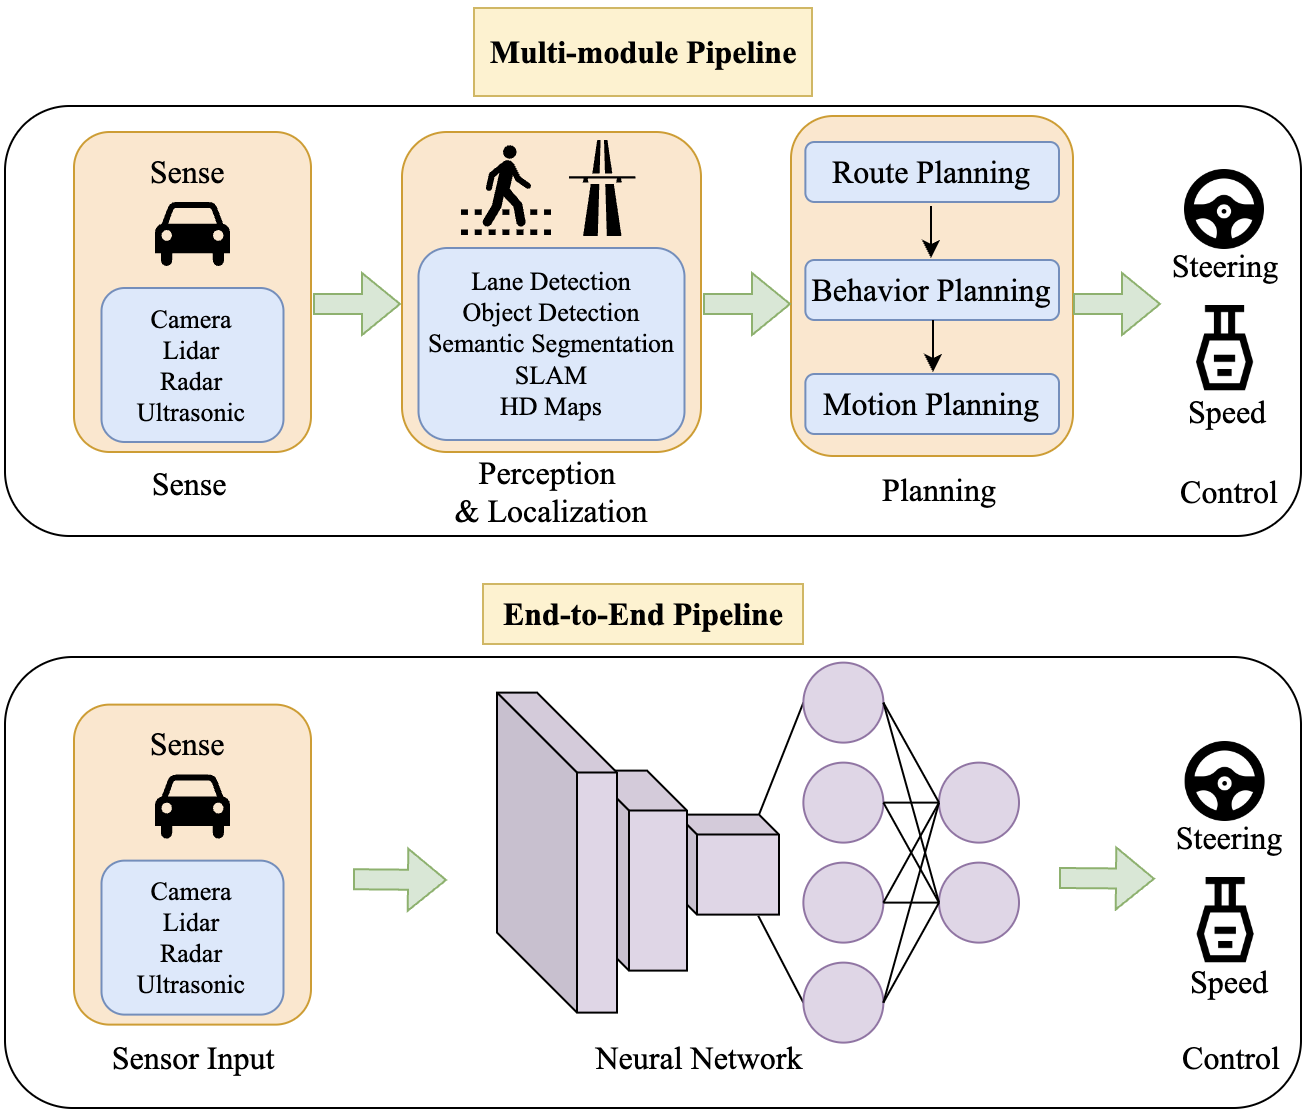 Multi-module Pipeline
Sense
Camera
Lidar
Radar
Ultrasonic
Sense
Lane Detection
Object Detection
Semantic Segmentation
SLAM
HD Maps
Perception
& Localization
Route Planning
Behavior Planning
Motion Planning
Planning
Steering
Speed
Control
End-to-End Pipeline
Sense
Camera
Lidar
Radar
Ultrasonic
Sensor Input
Neural Network
Steering
Speed
Control